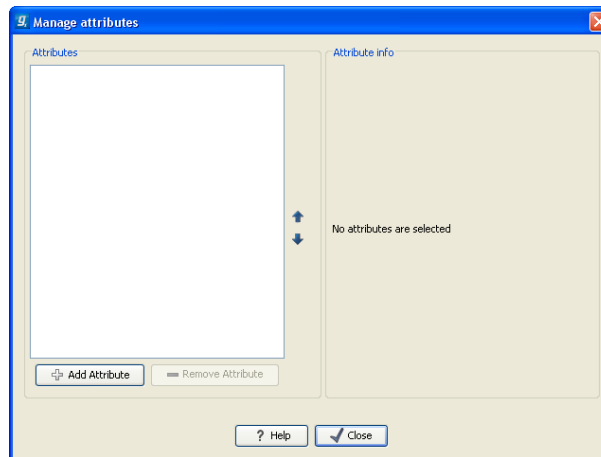 Manage attributes
Attributes
Attribute info
No attributes are selected
Add Attribute
Remove Attribute
? Help
Close